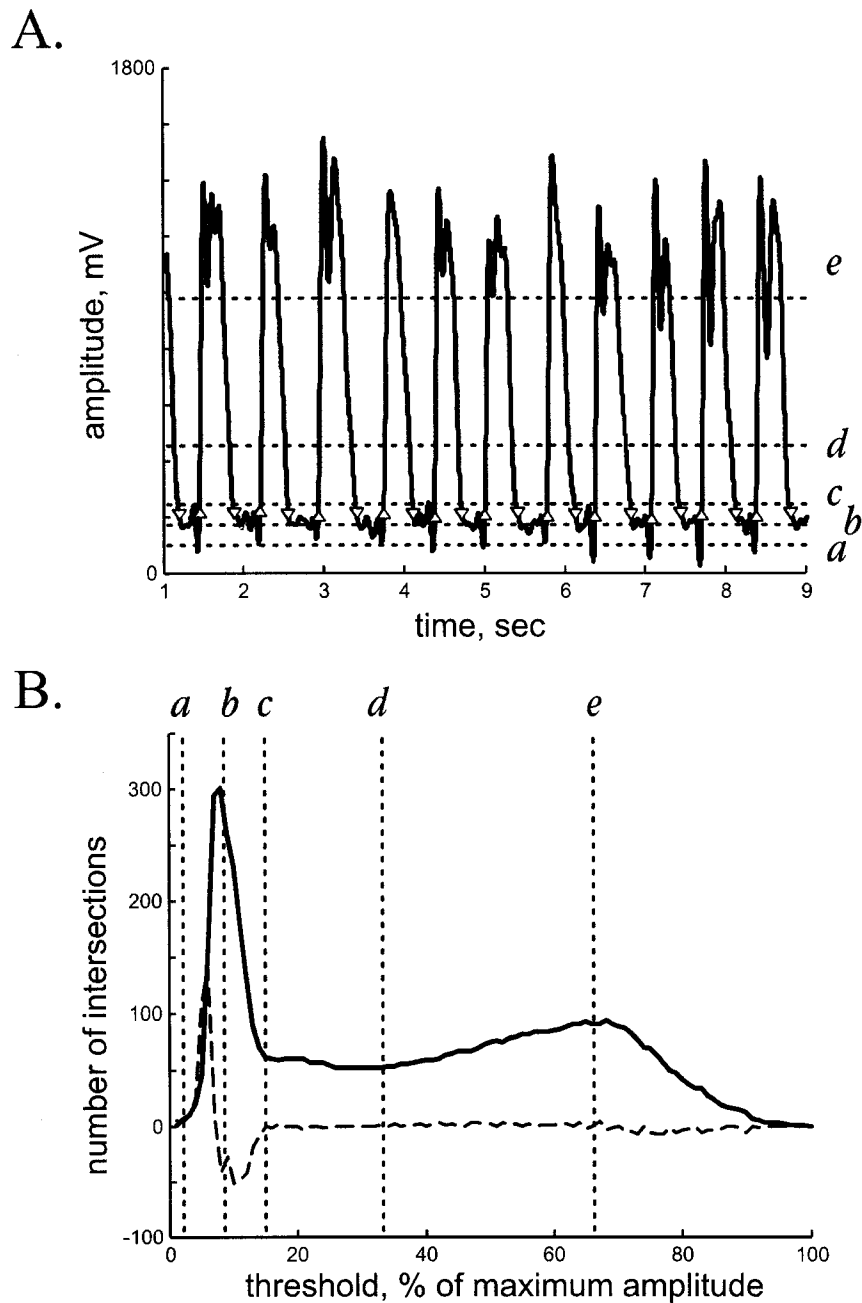 A.
1800
amplitude, mV
0
e
d
c
b
a
1 2 3 4 5 6 7 8 9
time, sec
B.
a b c d e
300
200
100
0
-100
number of intersections
0 20 40 60 80 100
threshold, % of maximum amplitude